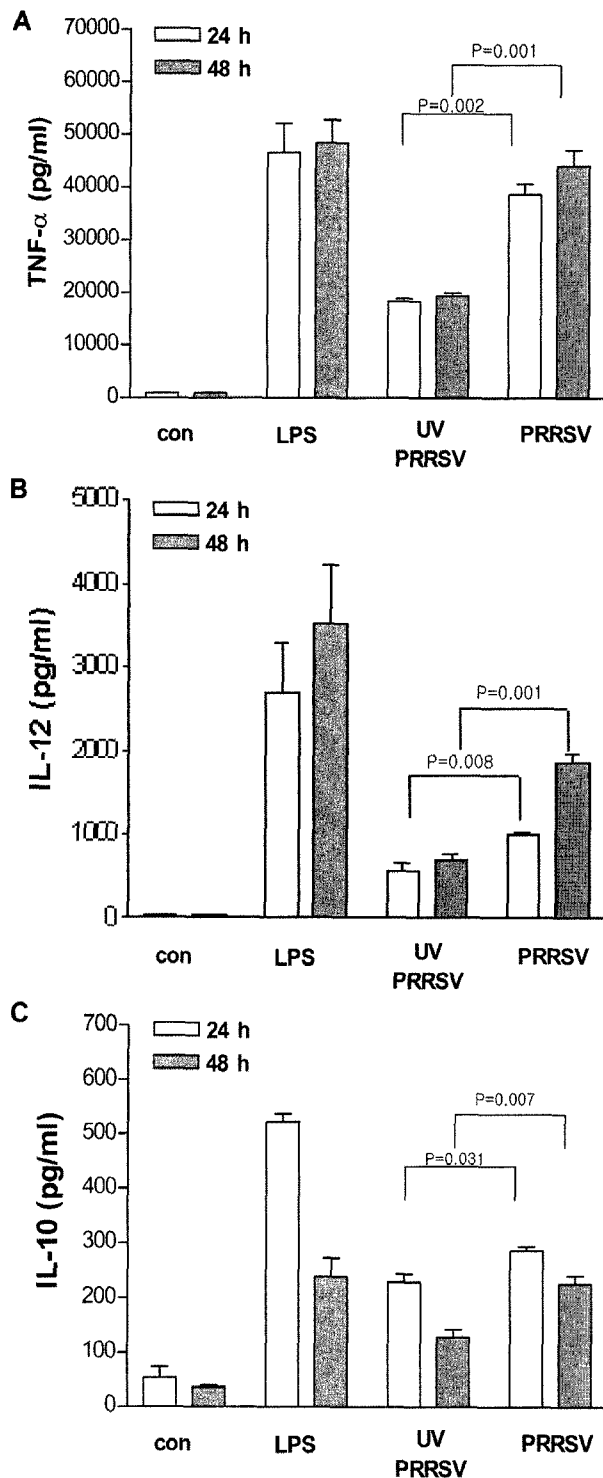 A
24 h
48 h
TNF-α (pg/ml)
70000
60000
50000
40000
30000
20000
10000
0
P=0.001
P=0.002
con
LPS
UV
PRRSV
PRRSV
B
24 h
48 h
IL-12 (pg/ml)
5000
4000
3000
2000
1000
0
P=0.001
P=0.008
con
LPS
UV
PRRSV
PRRSV
C
24 h
48 h
IL-10 (pg/ml)
700
600
500
400
300
200
100
0
P=0.007
P=0.031
con
LPS
UV
PRRSV
PRRSV